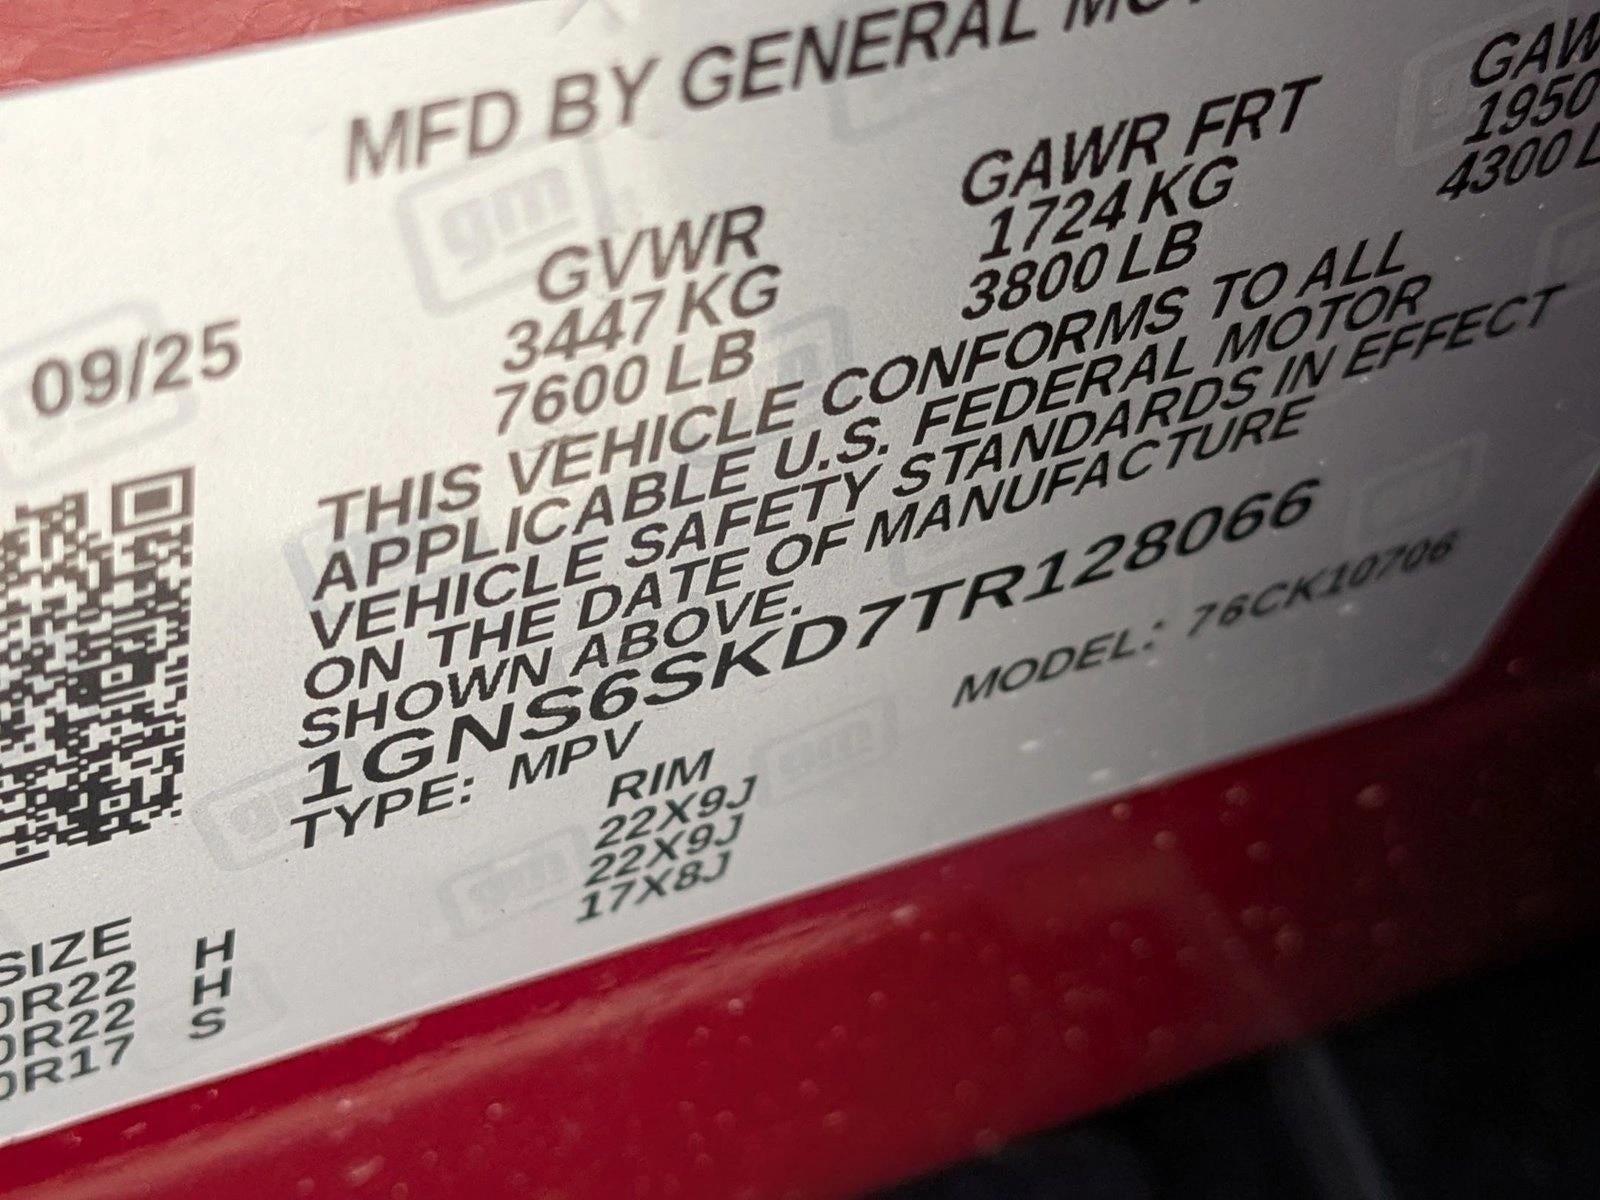 MFD BY GENERAL
09/25
GVWR
3447 KG
7600 LB
GAWR FRT
1724 KG
3800 LB
1950
4300
THIS VEHICLE CONFORMS TO ALL
APPLICABLE U.S. FEDERAL MOTOR
VEHICLE SAFETY STANDARDS IN EFFECT
ON THE DATE OF MANUFACTURE
SHOWN ABOVE.
1GNS6SKD7TR128066
TYPE: MPV
MODEL: 76CK10706
SIZE
R22 H
R22 H
R17 S
RIM
22X9J
22X9J
17X8J
gm